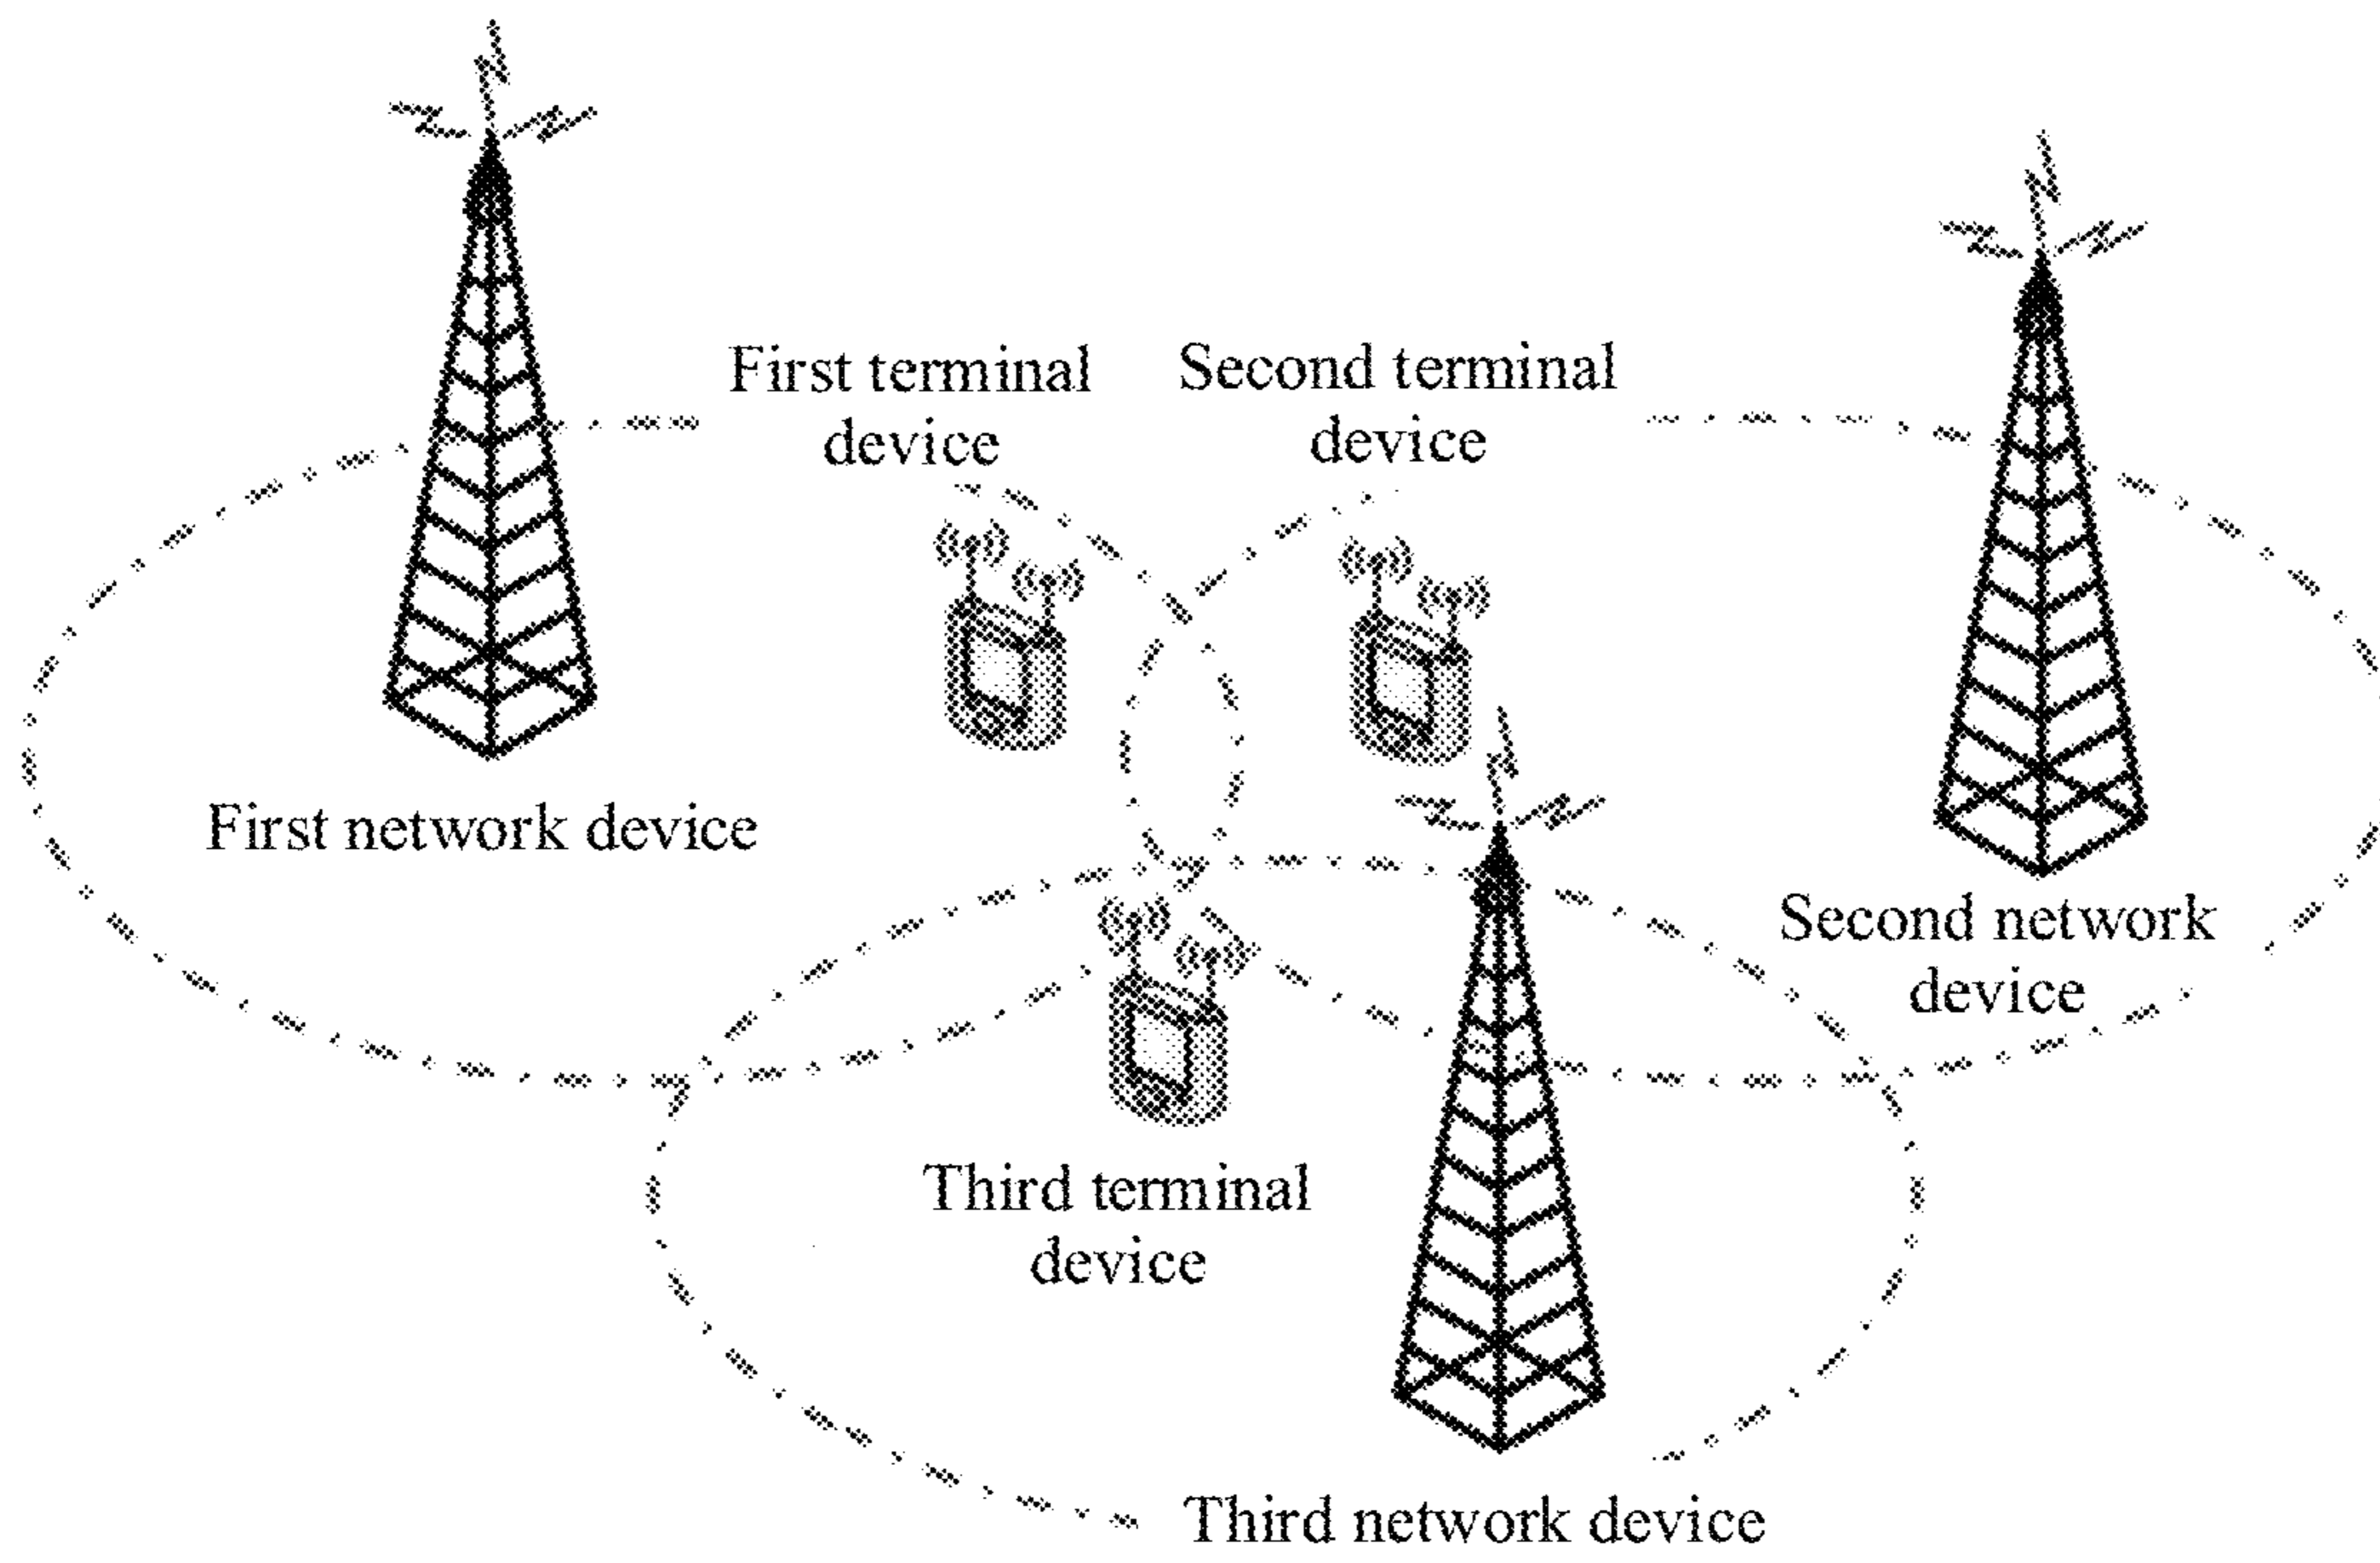 First terminal
device
Second terminal
device
First network device
Second network
device
Third terminal
device
Third network device